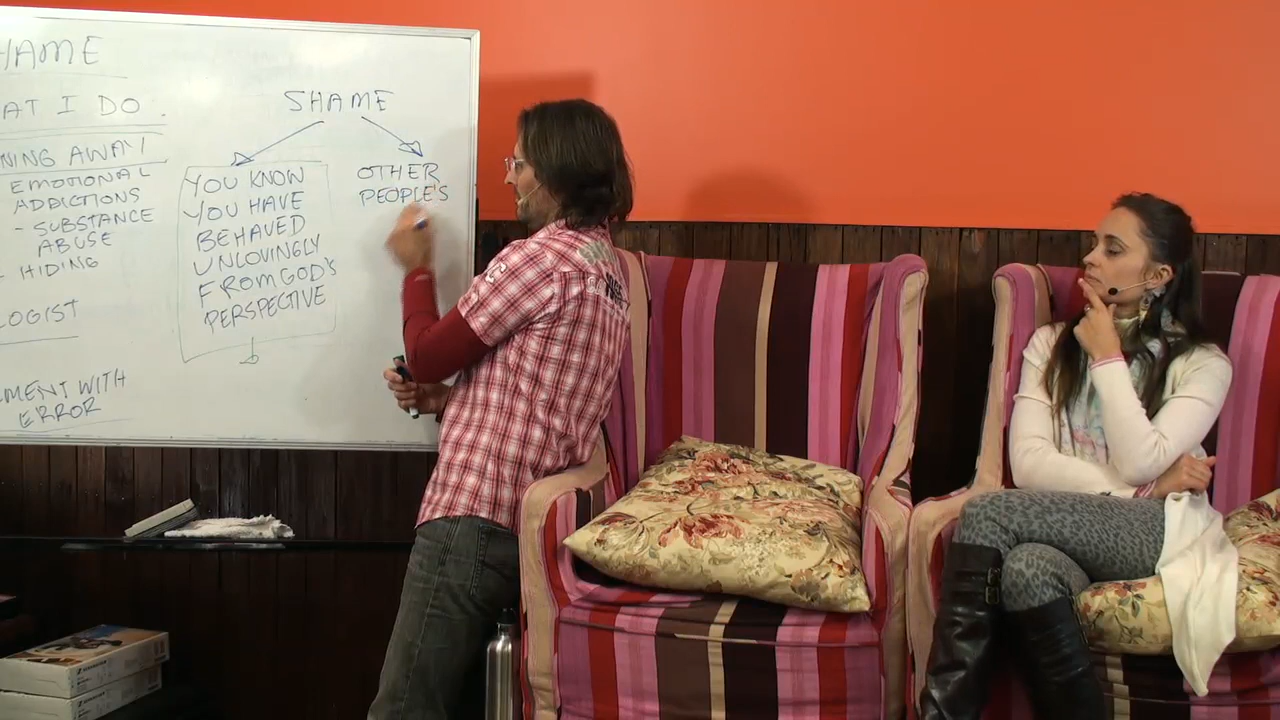 HAME
AT I DO.
NING AWAY
EMOTIONAL
ADDICTIONS
- SUBSTANCE
ABUSE
- HIDING
LOGIST
MENT WITH
ERROR
SHAME
YOU KNOW
YOU HAVE
BEHAVED
UNLOVINGLY
FROM GOD'S
PERSPECTIVE
OTHER
PEOPLE'S